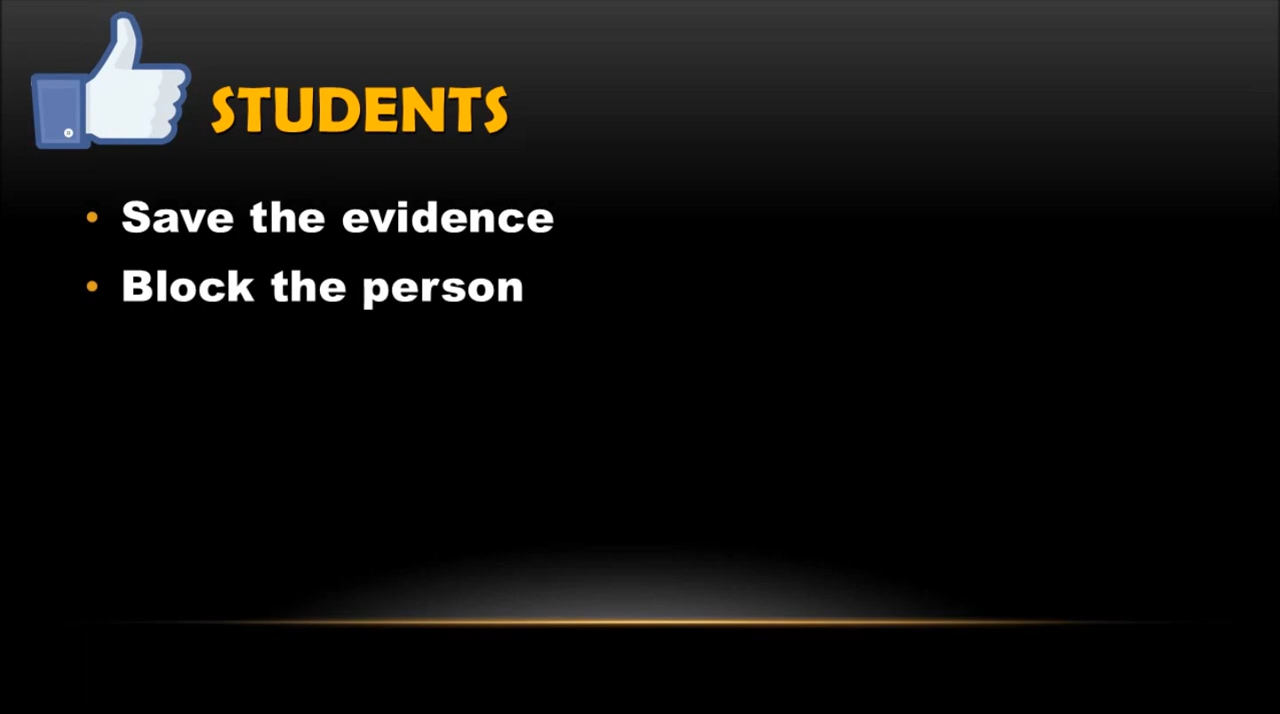 STUDENTS
• Save the evidence
• Block the person